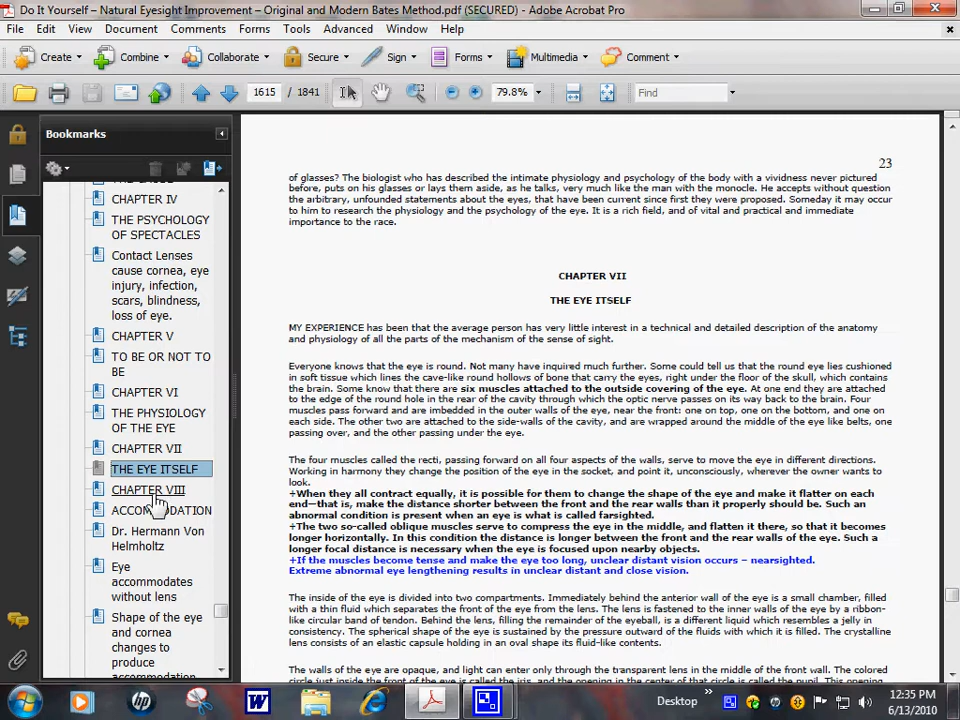 Do It Yourself – Natural Eyesight Improvement – Original and Modern Bates Method.pdf (SECURED) - Adobe Acrobat Pro
File Edit View Document Comments Forms Tools Advanced Window Help
Create Combine Collaborate Secure Sign Forms Multimedia Comment
1615 / 1841 79.8% Find
Bookmarks
CHAPTER IV
THE PSYCHOLOGY
OF SPECTACLES
Contact Lenses
cause cornea, eye
injury, infection,
scars, blindness,
loss of eye.
CHAPTER V
TO BE OR NOT TO
BE
CHAPTER VI
THE PHYSIOLOGY
OF THE EYE
CHAPTER VII
THE EYE ITSELF
CHAPTER VIII
ACCOMMODATION
Dr. Hermann Von
Helmholtz
Eye
accommodates
without lens
Shape of the eye
and cornea
changes to
produce
accommodation
23
of glasses? The biologist who has described the intimate physiology and psychology of the body with a vividness never pictured
before, puts on his glasses or lays them aside, as he talks, very much like the man with the monocle. He accepts without question
the arbitrary, unfounded statements about the eyes, that have been current since first they were proposed. Someday it may occur
to him to research the physiology and the psychology of the eye. It is a rich field, and of vital and practical and immediate
importance to the race.
CHAPTER VII
THE EYE ITSELF
MY EXPERIENCE has been that the average person has very little interest in a technical and detailed description of the anatomy
and physiology of all the parts of the mechanism of the sense of sight.
Everyone knows that the eye is round. Not many have inquired much further. Some could tell us that the round eye lies cushioned
in soft tissue which lines the cave-like round hollows of bone that carry the eyes, right under the floor of the skull, which contains
the brain. Some know that there are six muscles attached to the outside covering of the eye. At one end they are attached
to the edge of the round hole in the rear of the cavity through which the optic nerve passes on its way back to the brain. Four
muscles pass forward and are imbedded in the outer walls of the eye, near the front: one on top, one on the bottom, and one on
each side. The other two are attached to the side-walls of the cavity, and are wrapped around the middle of the eye like belts, one
passing over, and the other passing under the eye.
The four muscles called the recti, passing forward on all four aspects of the walls, serve to move the eye in different directions.
Working in harmony they change the position of the eye in the socket, and point it, unconsciously, wherever the owner wants to
look.
+When they all contract equally, it is possible for them to change the shape of the eye and make it flatter on each
end—that is, make the distance shorter between the front and the rear walls than it properly should be. Such an
abnormal condition is present when an eye is what is called farsighted.
+The two so-called oblique muscles serve to compress the eye in the middle, and flatten it there, so that it becomes
longer horizontally. In this condition the distance is longer between the front and the rear walls of the eye. Such a
longer focal distance is necessary when the eye is focused upon nearby objects.
+If the muscles become tense and make the eye too long, unclear distant vision occurs – nearsighted.
Extreme abnormal eye lengthening results in unclear distant and close vision.
The inside of the eye is divided into two compartments. Immediately behind the anterior wall of the eye is a small chamber, filled
with a thin fluid which separates the front of the eye from the lens. The lens is fastened to the inner walls of the eye by a ribbon-
like circular band of tendon. Behind the lens, filling the remainder of the eyeball, is a different liquid which resembles a jelly in
consistency. The spherical shape of the eye is sustained by the pressure outward of the fluids with which it is filled. The crystalline
lens consists of an elastic capsule holding in an oval shape its fluid-like contents.
The walls of the eye are opaque, and light can enter only through the transparent lens in the middle of the front wall. The colored
circle just inside the front of the eye is called the iris, and the opening in the center of that circle is called the pupil. The
Desktop
12:35 PM
6/13/2010